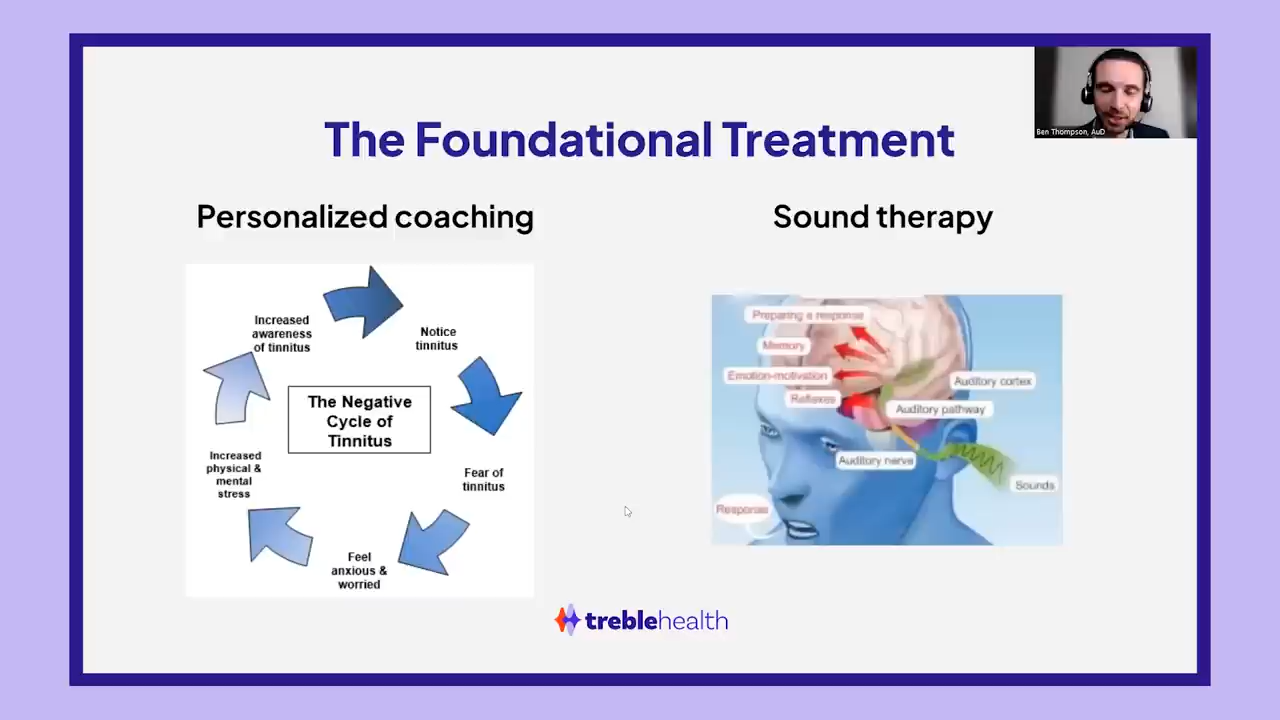 Ben Thompson, AuD
The Foundational Treatment
Personalized coaching
Increased
awareness
of tinnitus
Notice
tinnitus
The Negative
Cycle of
Tinnitus
Increased
physical &
mental
stress
Fear of
tinnitus
Feel
anxious &
worried
Sound therapy
Preparing a response
Memory
Emotion-motivation
Reflexes
Auditory cortex
Auditory pathway
Auditory nerve
Sounds
Response
treblehealth